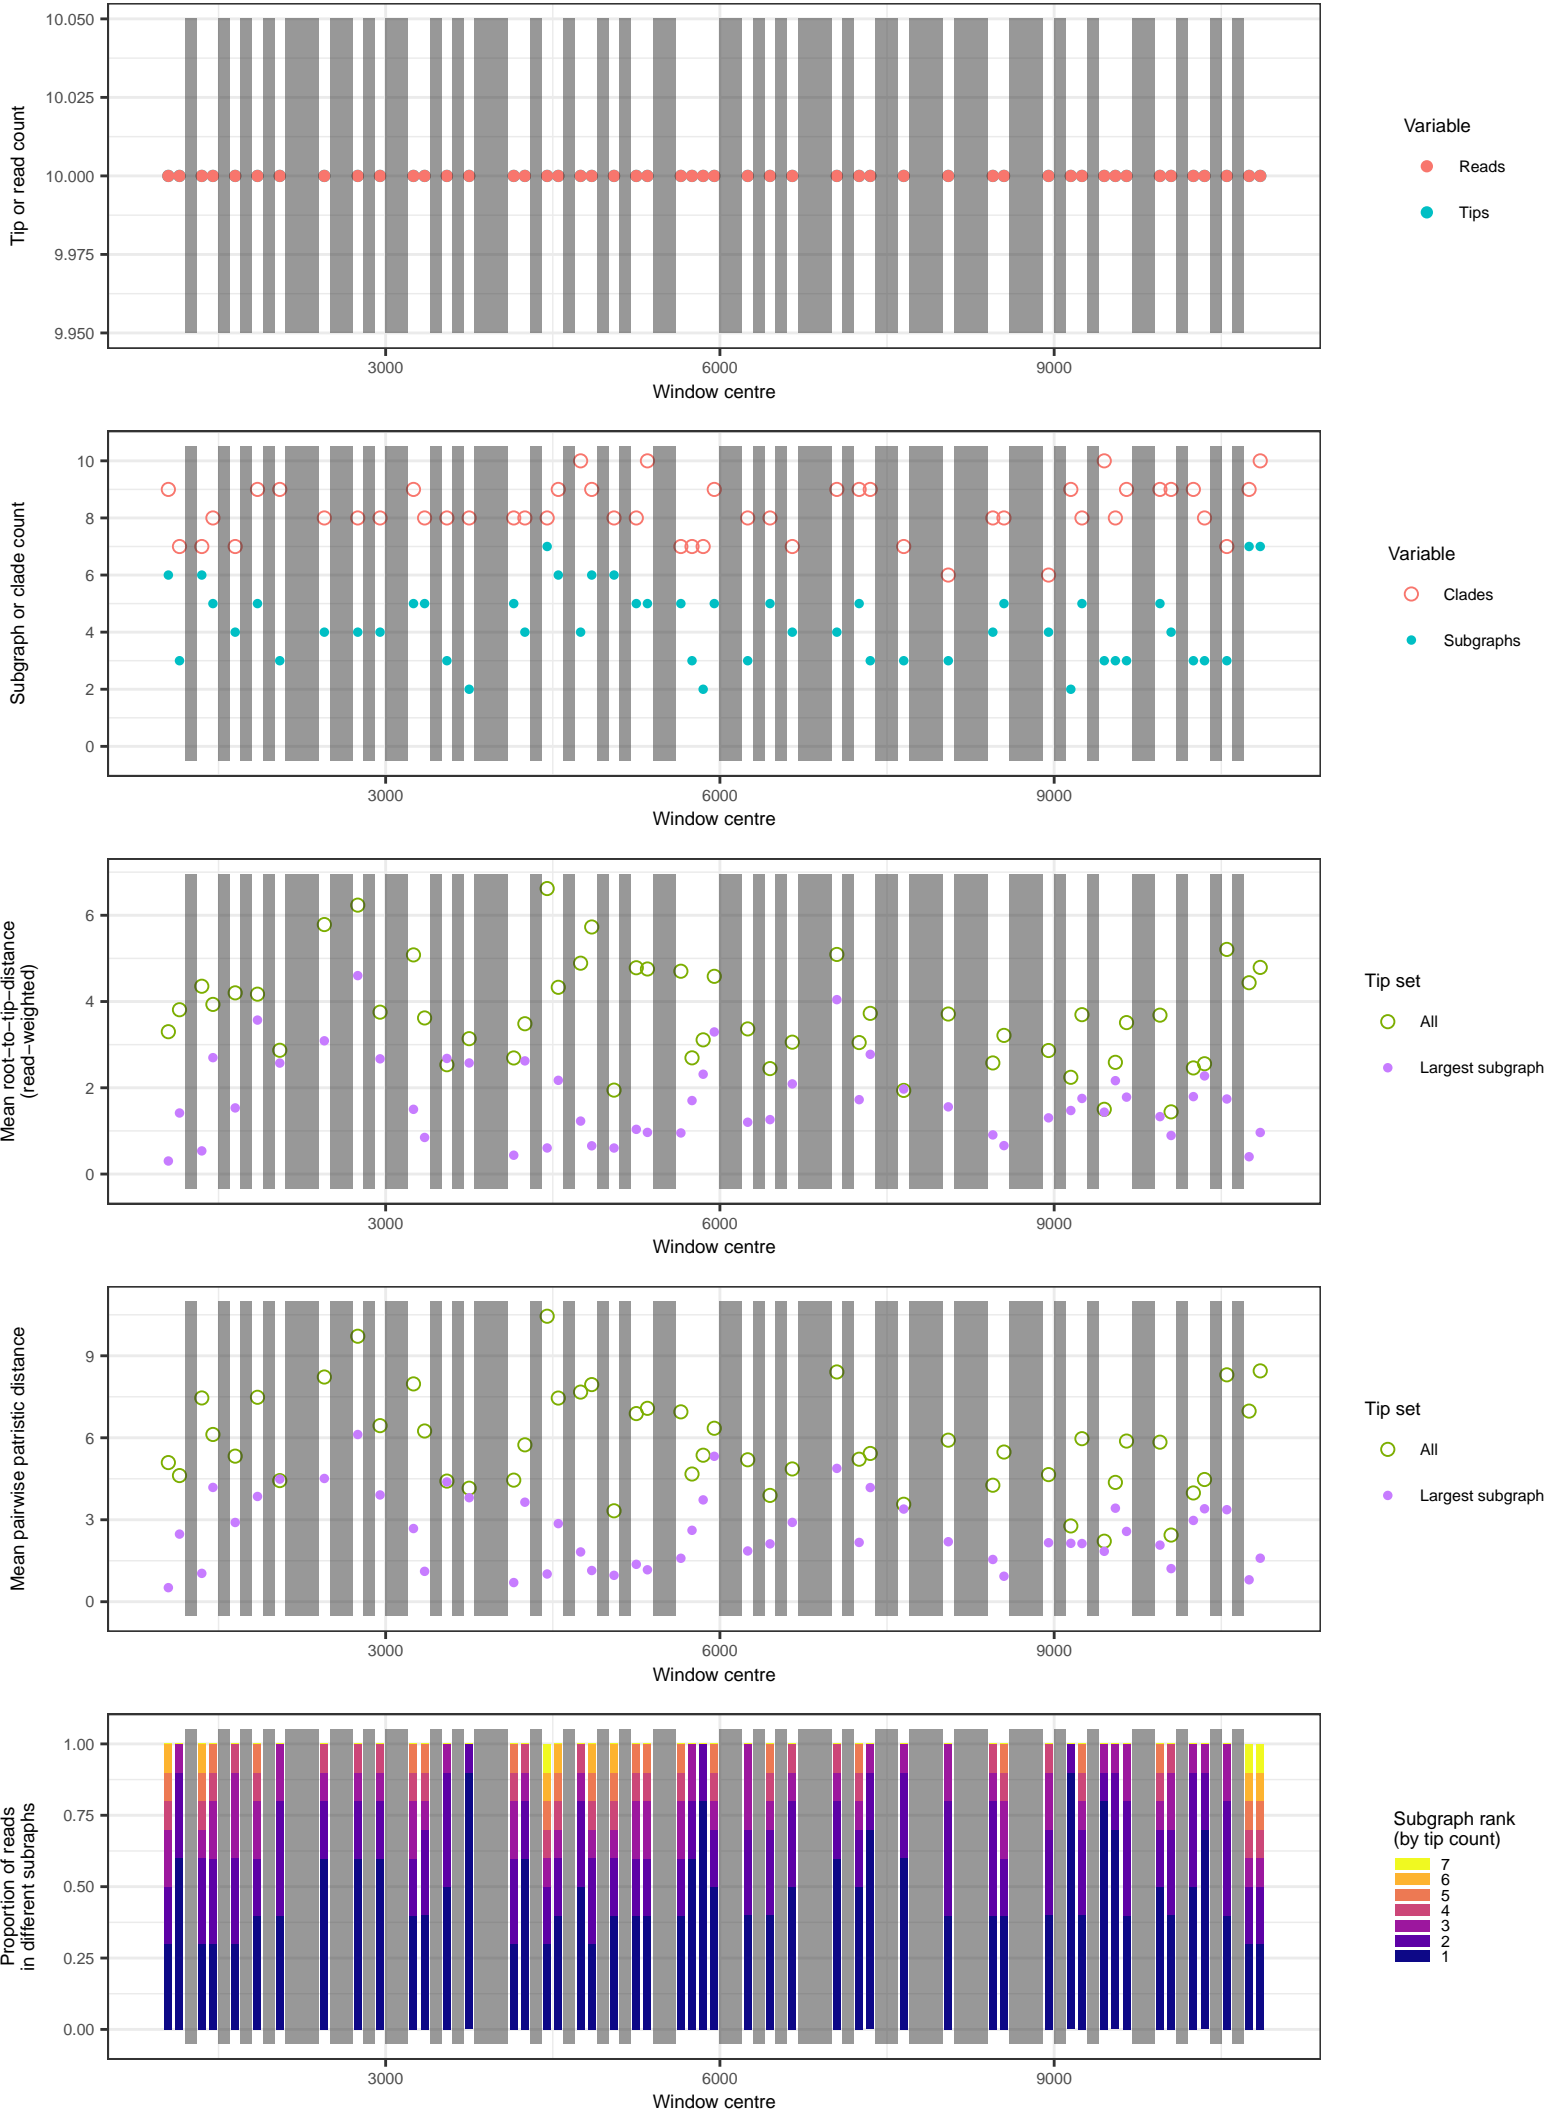 10.050
10.025
10.000
9.975
9.950
Tip or read count
3000
6000
9000
Window centre
Variable
Reads
Tips
10
8
6
4
2
0
Subgraph or clade count
3000
6000
9000
Window centre
Variable
Clades
Subgraphs
6
4
2
0
Mean root−to−tip−distance
(read−weighted)
3000
6000
9000
Window centre
Tip set
All
Largest subgraph
9
6
3
0
Mean pairwise patristic distance
3000
6000
9000
Window centre
Tip set
All
Largest subgraph
1.00
0.75
0.50
0.25
0.00
Proportion of reads
in different subraphs
3000
6000
9000
Window centre
Subgraph rank
(by tip count)
7
6
5
4
3
2
1